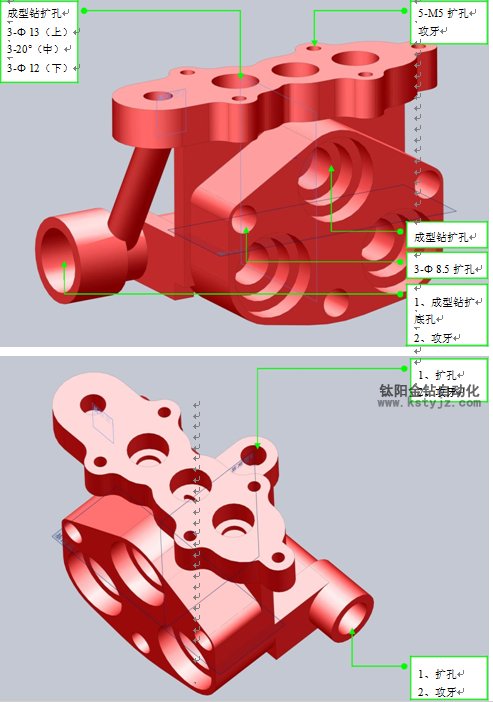 成型钻扩孔
3-Φ 13（上）
3-20°（中）
3-Φ 12（下）
5-M5 扩孔
攻牙
成型钻扩孔
3-Φ 8.5 扩孔
1、成型钻扩
底孔
2、攻牙
1、扩孔
2、攻牙
钛阳金钻自动化
www.kstyjz.com
1、扩孔
2、攻牙